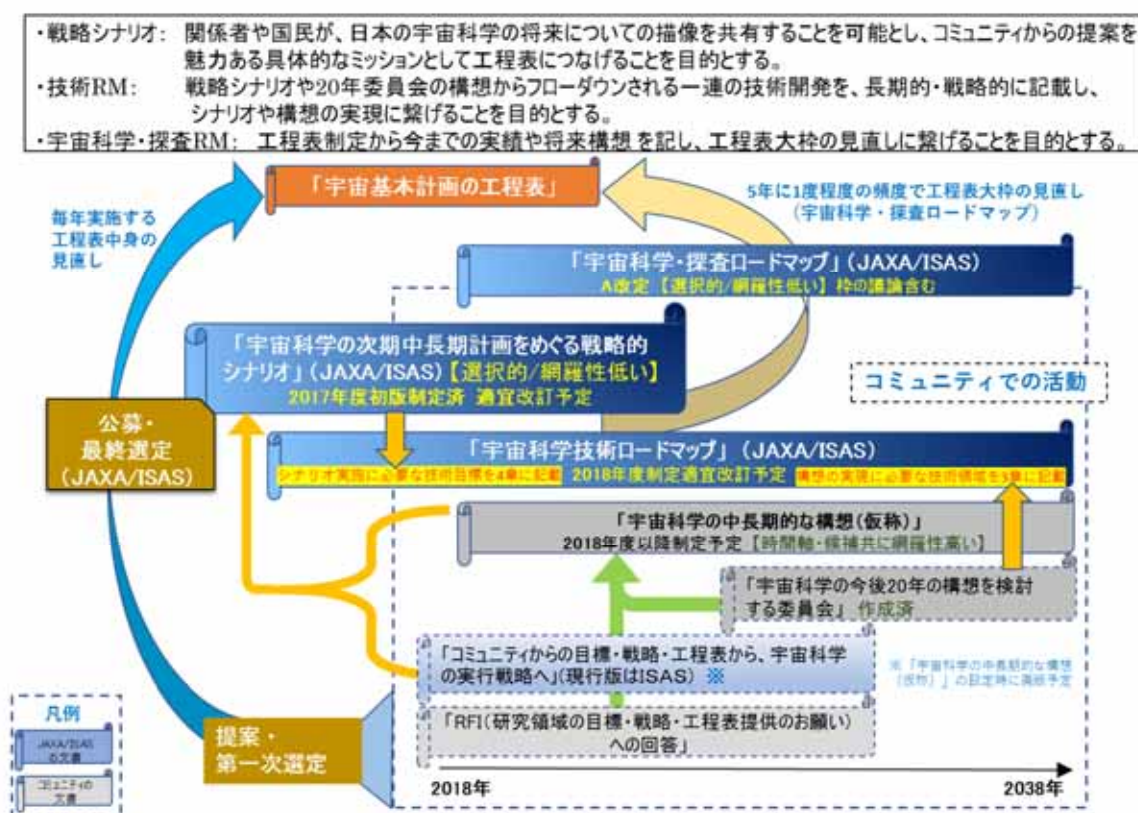 ・戦略シナリオ： 関係者や国民が、日本の宇宙科学の将来についての描像を共有することを可能とし、コミュニティからの提案を
魅力ある具体的なミッションとして工程表につなげることを目的とする。
・技術RM： 戦略シナリオや20年委員会の構想からフローダウンされる一連の技術開発を、長期的・戦略的に記載し、
シナリオや構想の実現に繋げることを目的とする。
・宇宙科学・探査RM： 工程表制定から今までの実績や将来構想を記し、工程表大枠の見直しに繋げることを目的とする。
「宇宙基本計画の工程表」
毎年実施する
工程表中身の
見直し
5年に1度程度の頻度で工程表大枠の見直し
（宇宙科学・探査ロードマップ）
「宇宙科学・探査ロードマップ」（JAXA/ISAS）
A改定 【選択的/網羅性低い】枠の議論含む
「宇宙科学の次期中長期計画をめぐる戦略的
シナリオ」（JAXA/ISAS）【選択的/網羅性低い】
2017年度初版制定済 適宜改訂予定
コミュニティでの活動
公募・
最終選定
（JAXA/ISAS）
「宇宙科学技術ロードマップ」（JAXA/ISAS）
シナリオ実施に必要な技術目標を4章に記載 2018年度制定適宜改訂予定 構想の実現に必要な技術領域を3章に記載
「宇宙科学の中長期的な構想（仮称）」
2018年度以降制定予定【時間軸・候補共に網羅性高い】
「宇宙科学の今後20年の構想を検討
する委員会」 作成済
「コミュニティからの目標・戦略・工程表から、宇宙科学
の実行戦略へ」（現行版はISAS） ※
※「宇宙科学の中長期的な構想
（仮称）」の設定時に廃版予定
「RFI（研究領域の目標・戦略・工程表提供のお願い）
への回答」
提案・
第一次選定
凡例
JAXA/ISAS
の文書
コミュニティの
文書
2018年
2038年